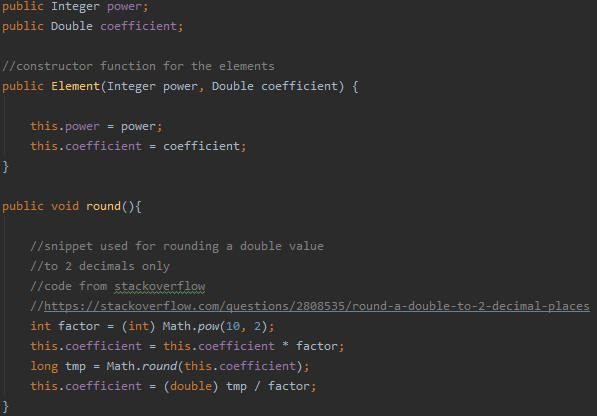 public Integer power;
public Double coefficient;
//constructor function for the elements
public Element(Integer power, Double coefficient) {
this.power = power;
this.coefficient = coefficient;
}
public void round(){
//snippet used for rounding a double value
//to 2 decimals only
//code from stackoverflow
//https://stackoverflow.com/questions/2808535/round-a-double-to-2-decimal-places
int factor = (int) Math.pow(10, 2);
this.coefficient = this.coefficient * factor;
long tmp = Math.round(this.coefficient);
this.coefficient = (double) tmp / factor;
}